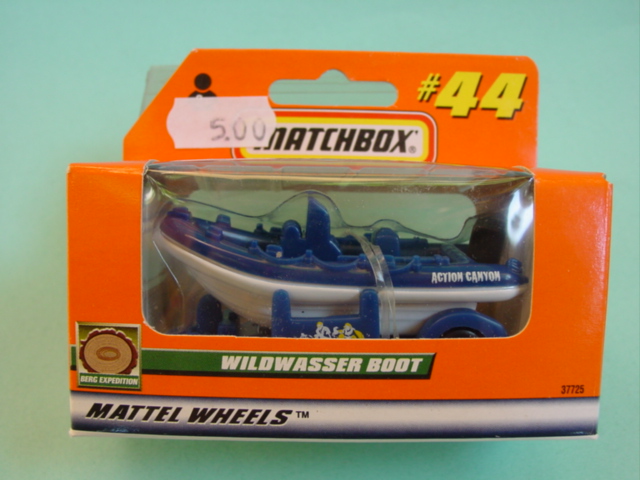 #44
5.00
MATCHBOX®
ACTION CANYON
WILDWASSER BOOT
BERG EXPEDITION
37725
MATTEL WHEELS™